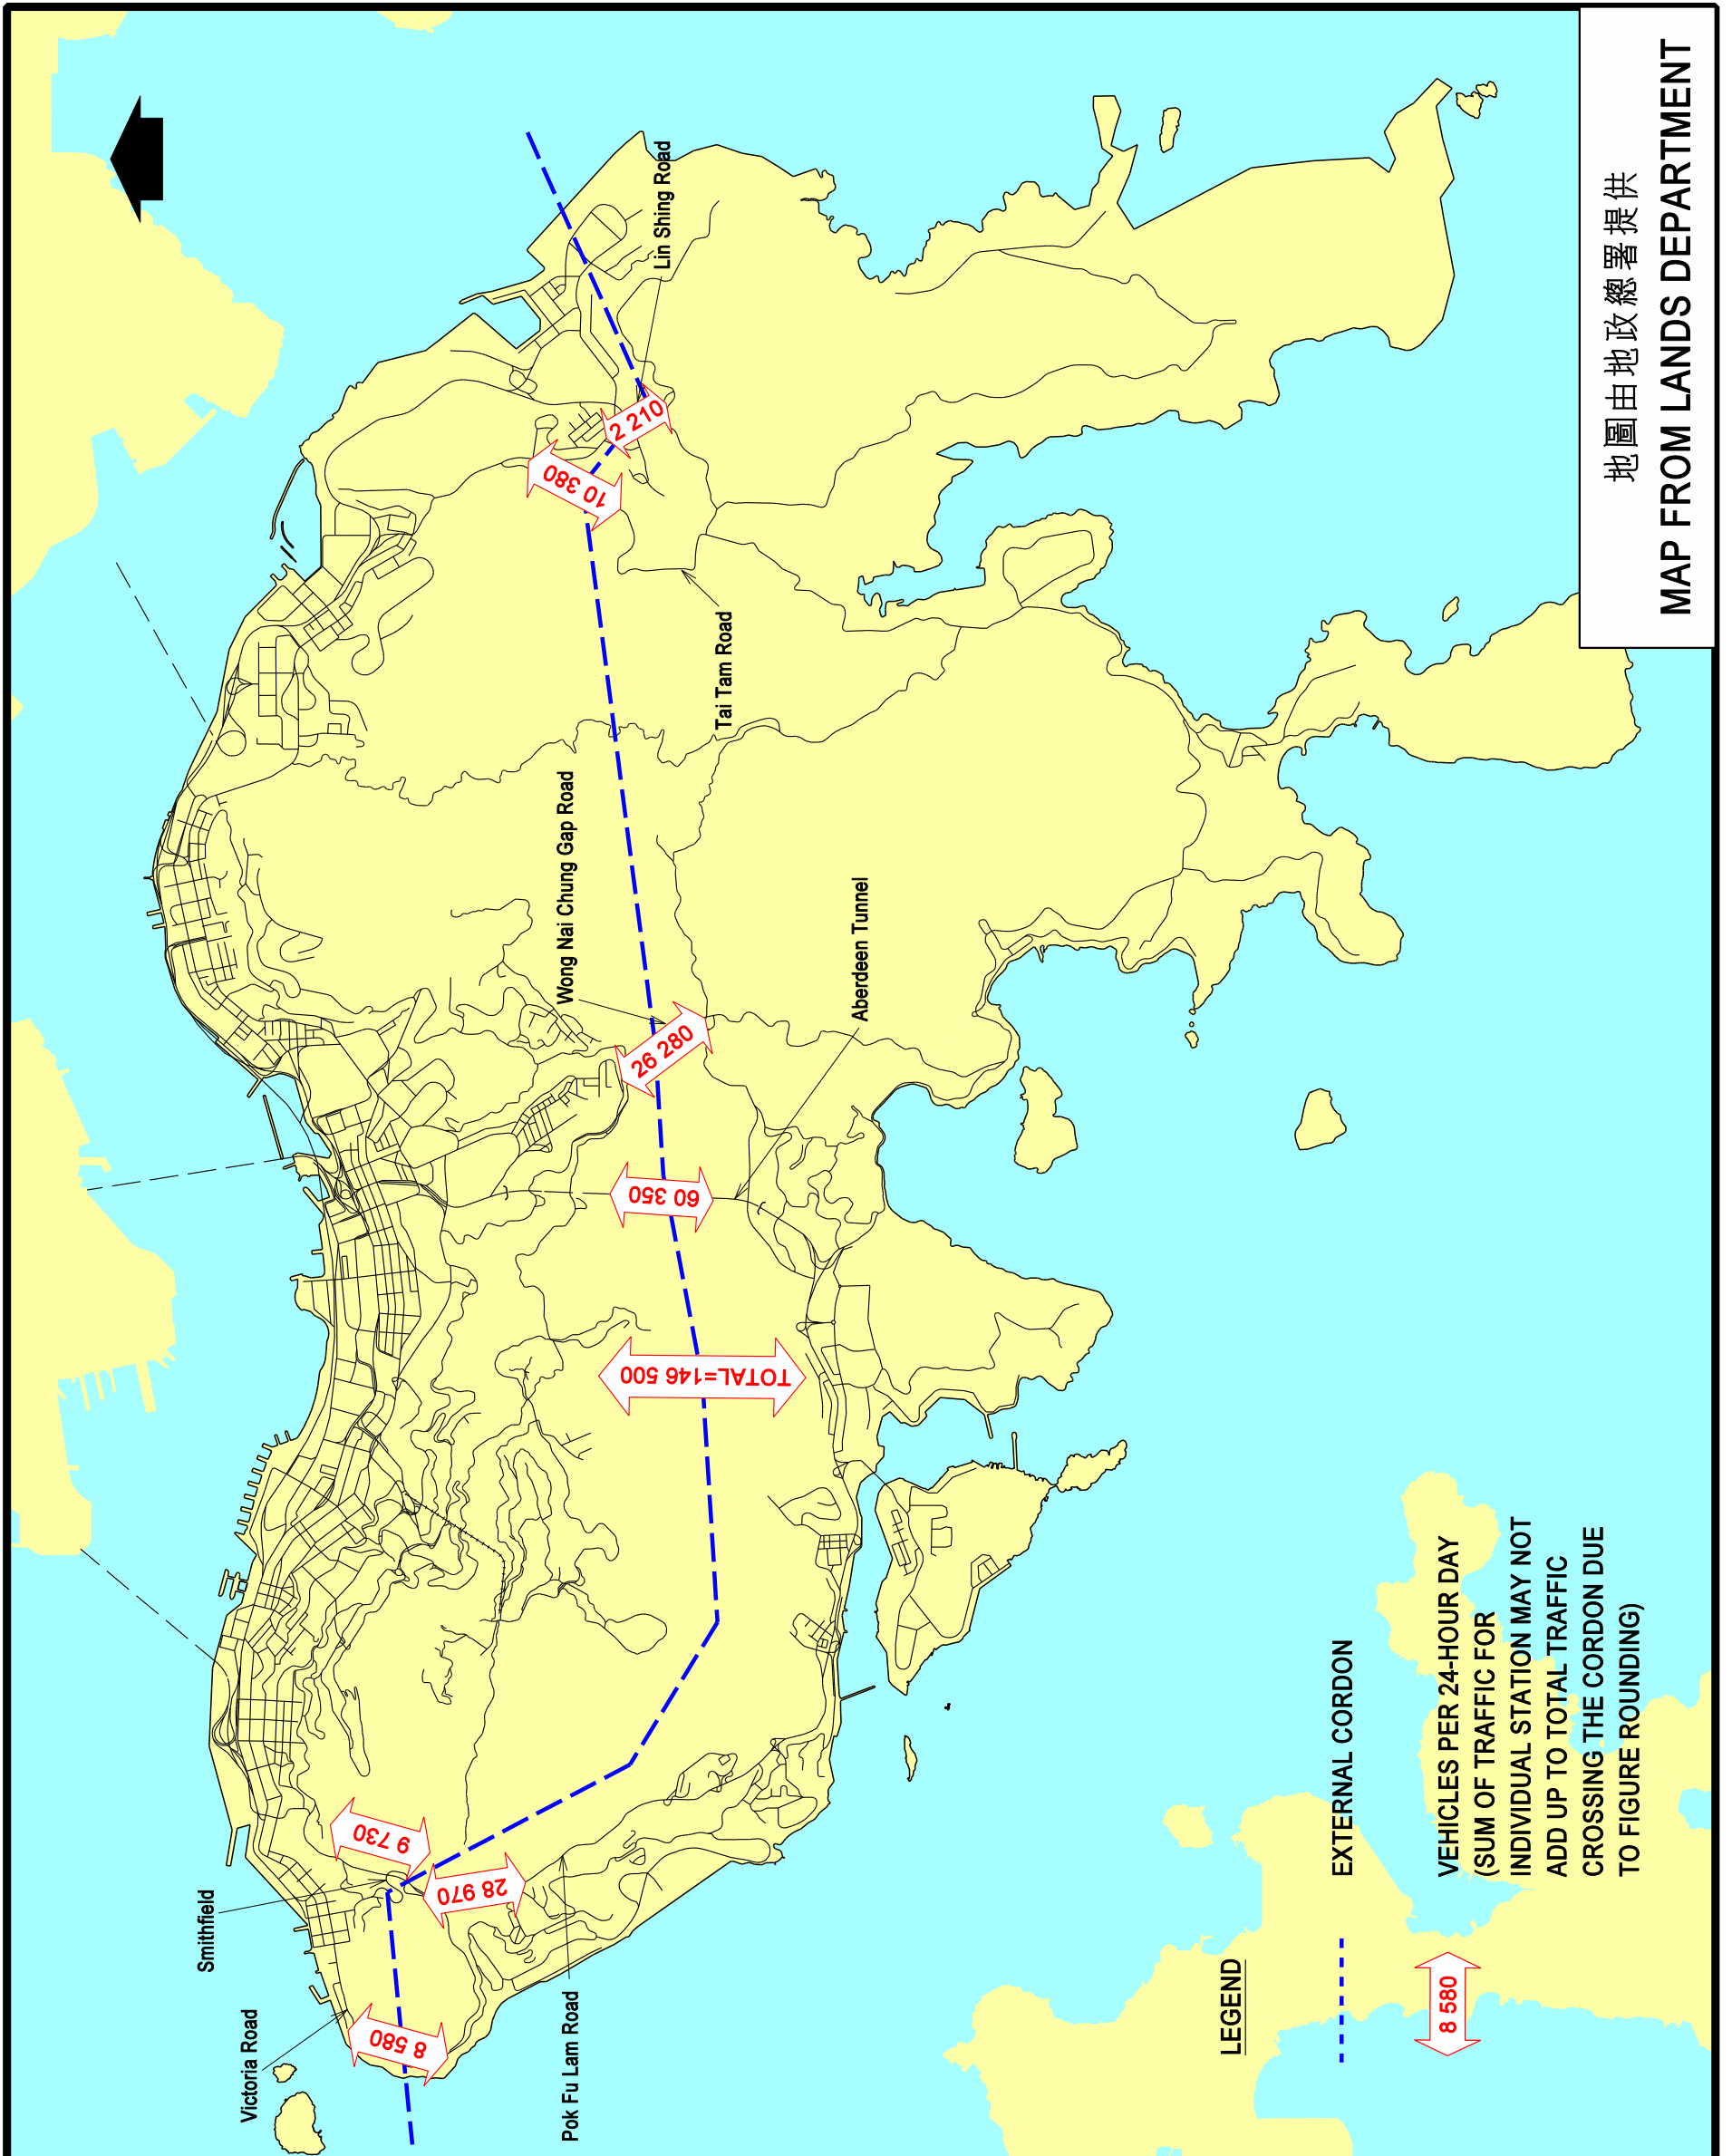 地圖由地政總署提供
MAP FROM LANDS DEPARTMENT
Lin Shing Road
2 210
10 380
Tai Tam Road
Wong Nai Chung Gap Road
26 280
Aberdeen Tunnel
60 350
TOTAL=146 500
9 730
28 970
Smithfield
Victoria Road
8 580
Pok Fu Lam Road
LEGEND
EXTERNAL CORDON
8 580
VEHICLES PER 24-HOUR DAY
(SUM OF TRAFFIC FOR
INDIVIDUAL STATION MAY NOT
ADD UP TO TOTAL TRAFFIC
CROSSING THE CORDON DUE
TO FIGURE ROUNDING)